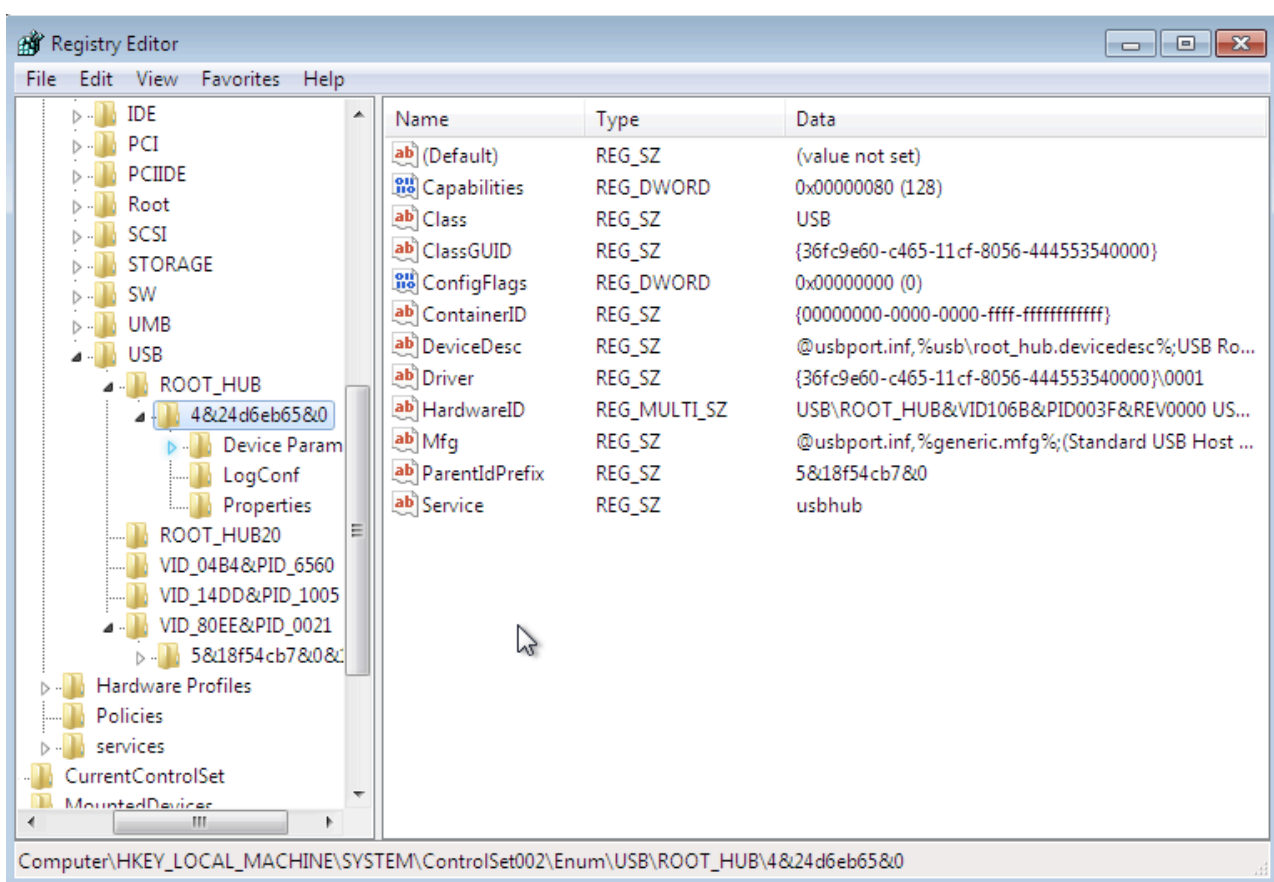 Registry Editor
File Edit View Favorites Help
IDE
PCI
PCIIDE
Root
SCSI
STORAGE
SW
UMB
USB
ROOT_HUB
4&24d6eb65&0
Device Param
LogConf
Properties
ROOT_HUB20
VID_04B4&PID_6560
VID_14DD&PID_1005
VID_80EE&PID_0021
5&18f54cb7&0&
Hardware Profiles
Policies
services
CurrentControlSet
MountedDevices
Name Type Data
(Default) REG_SZ (value not set)
Capabilities REG_DWORD 0x00000080 (128)
Class REG_SZ USB
ClassGUID REG_SZ {36fc9e60-c465-11cf-8056-444553540000}
ConfigFlags REG_DWORD 0x00000000 (0)
ContainerID REG_SZ {00000000-0000-0000-ffff-ffffffffffff}
DeviceDesc REG_SZ @usbport.inf,%usb\root_hub.devicedesc%;USB Ro...
Driver REG_SZ {36fc9e60-c465-11cf-8056-444553540000}\0001
HardwareID REG_MULTI_SZ USB\ROOT_HUB&VID106B&PID003F&REV0000 US...
Mfg REG_SZ @usbport.inf,%generic.mfg%;(Standard USB Host ...
ParentIdPrefix REG_SZ 5&18f54cb7&0
Service REG_SZ usbhub
Computer\HKEY_LOCAL_MACHINE\SYSTEM\ControlSet002\Enum\USB\ROOT_HUB\4&24d6eb65&0